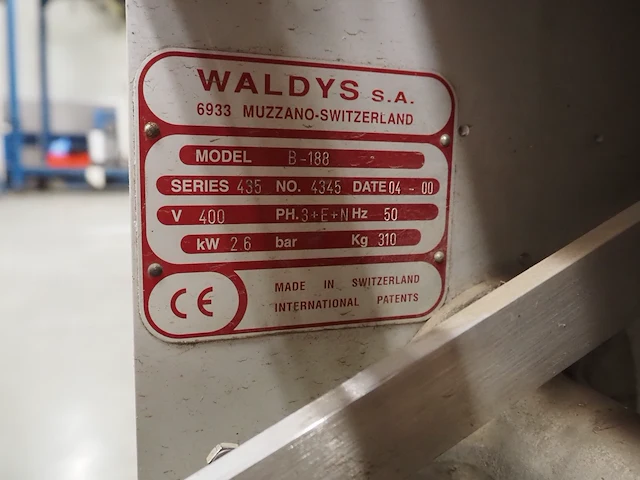 WALDYS S.A.
6933 MUZZANO-SWITZERLAND
MODEL B-188
SERIES 435 NO. 4345 DATE 04 - 00
V 400 PH. 3+E+N Hz 50
kW 2.6 bar Kg 310
CE MADE IN SWITZERLAND
INTERNATIONAL PATENTS